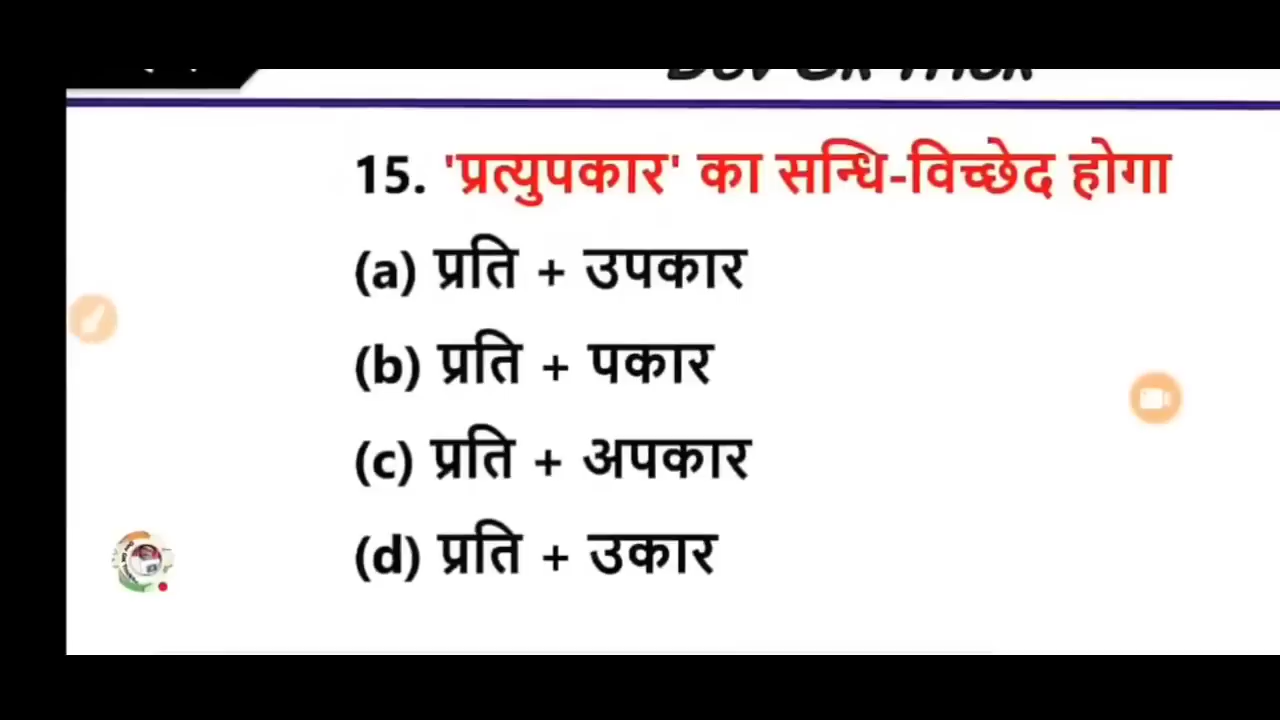 15. 'प्रत्युपकार' का सन्धि-विच्छेद होगा
(a) प्रति + उपकार
(b) प्रति + पकार
(c) प्रति + अपकार
(d) प्रति + उकार